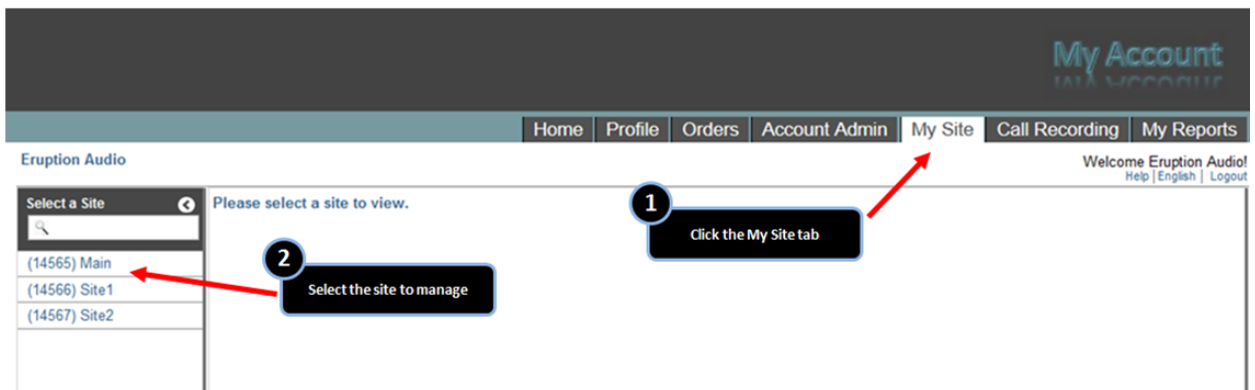 My Account
Home Profile Orders Account Admin My Site Call Recording My Reports
Eruption Audio
Welcome Eruption Audio!
Help | English | Logout
Select a Site
Please select a site to view.
1
Click the My Site tab
(14565) Main
2
Select the site to manage
(14566) Site1
(14567) Site2